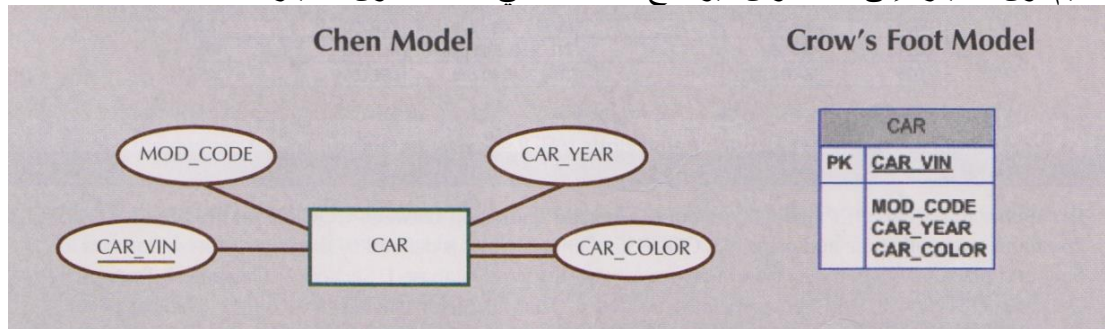 Chen Model
Crow's Foot Model
MOD_CODE
CAR_YEAR
CAR_VIN
CAR
CAR_COLOR
CAR
PK CAR_VIN
MOD_CODE
CAR_YEAR
CAR_COLOR